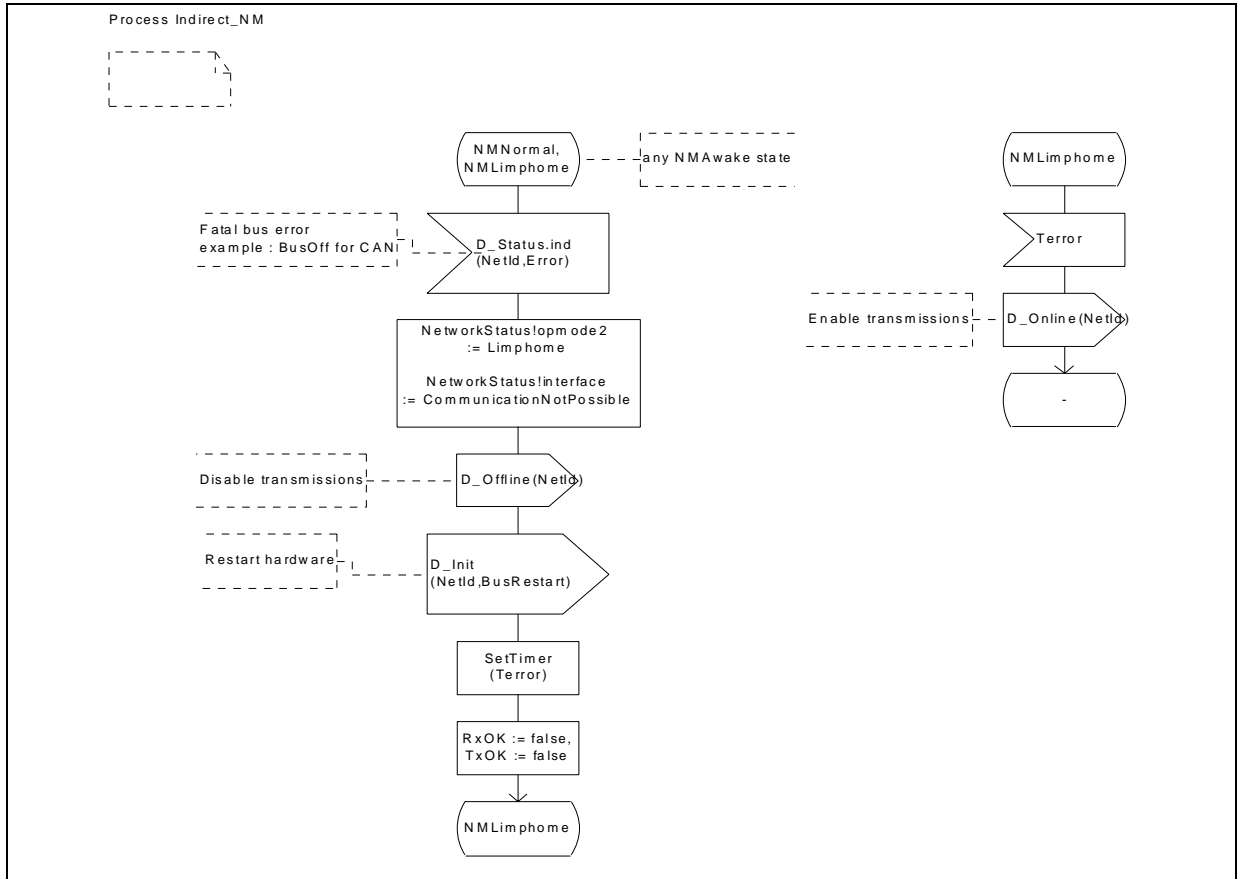 Process Indirect_NM
NMNormal,
NMLimphome
any NMAwake state
Fatal bus error
example : BusOff for CAN
D_Status.ind
(NetId,Error)
NetworkStatus!opmode2
:= Limphome
NetworkStatus!interface
:= CommunicationNotPossible
Disable transmissions
D_Offline(NetId)
Restart hardware
D_Init
(NetId,BusRestart)
SetTimer
(Terror)
RxOK := false,
TxOK := false
NMLimphome
NMLimphome
Terror
Enable transmissions
D_Online(NetId)
-